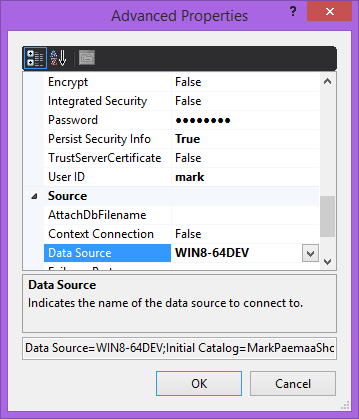 Advanced Properties
Encrypt False
Integrated Security False
Password ●●●●●●●●
Persist Security Info True
TrustServerCertificate False
User ID mark
Source
AttachDbFilename
Context Connection False
Data Source WIN8-64DEV
Data Source
Indicates the name of the data source to connect to.
Data Source=WIN8-64DEV;Initial Catalog=MarkPaemaaSho
OK Cancel